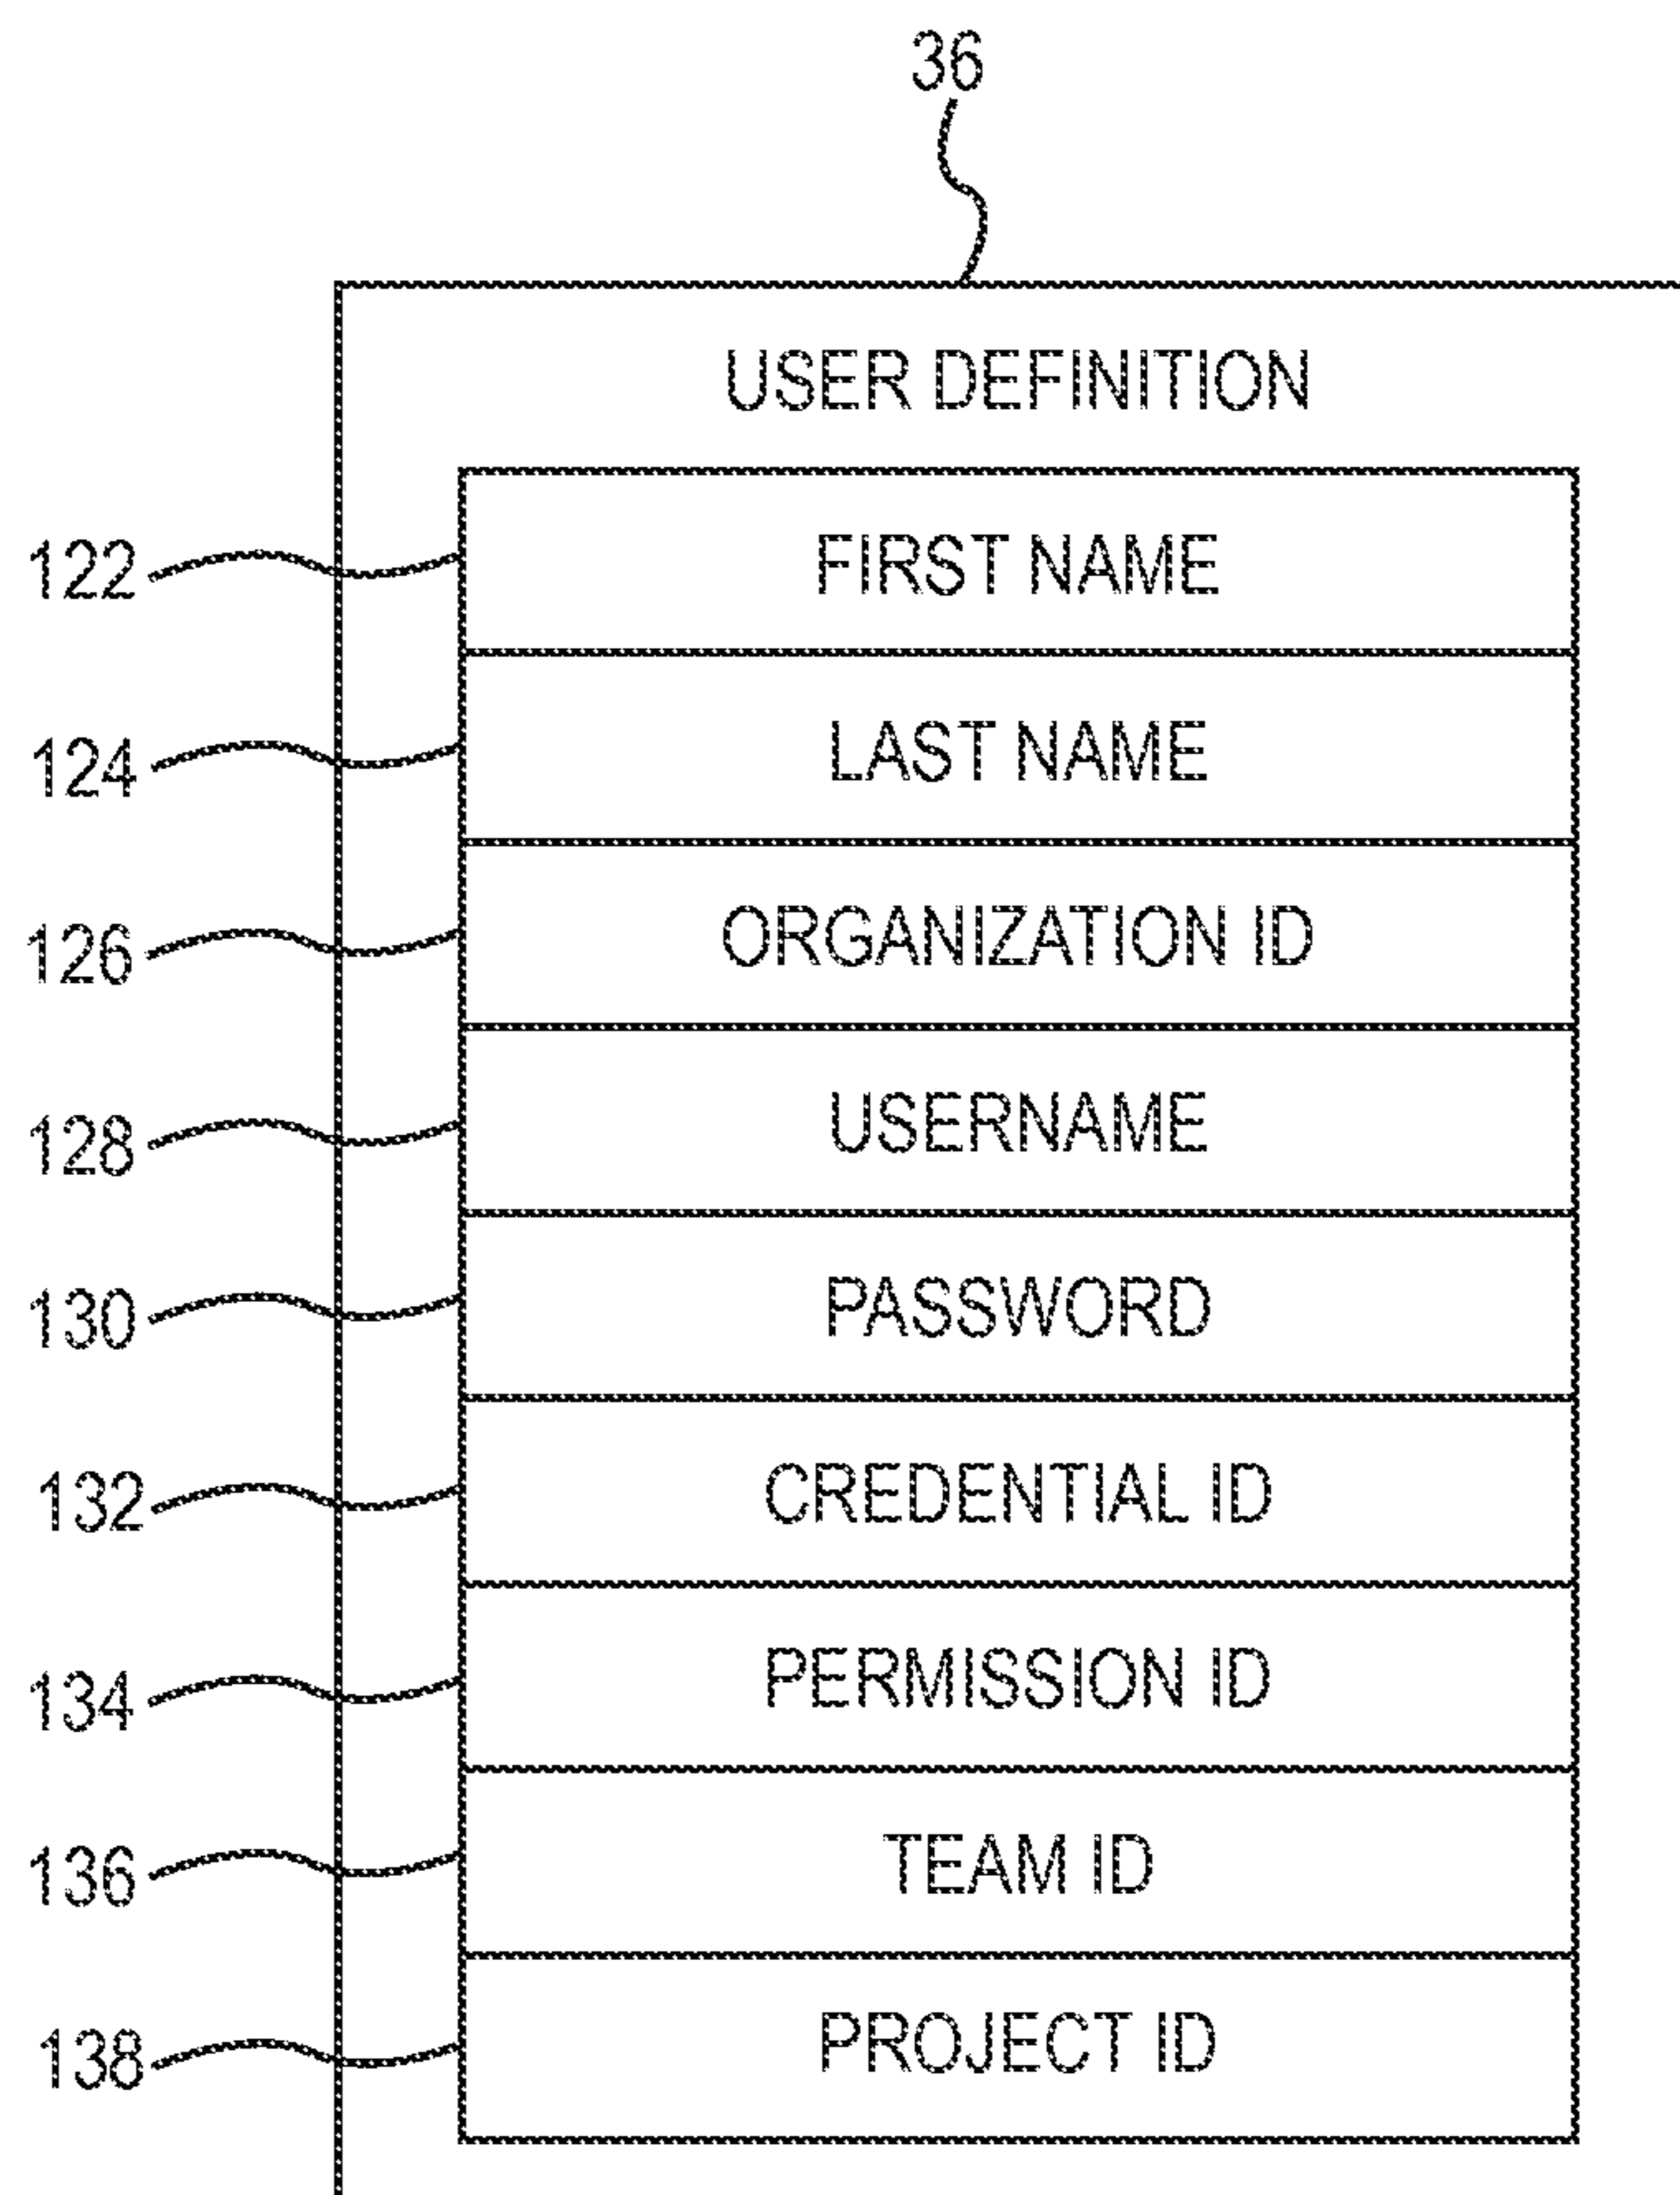 36
USER DEFINITION
122 FIRST NAME
124 LAST NAME
126 ORGANIZATION ID
128 USERNAME
130 PASSWORD
132 CREDENTIAL ID
134 PERMISSION ID
136 TEAM ID
138 PROJECT ID